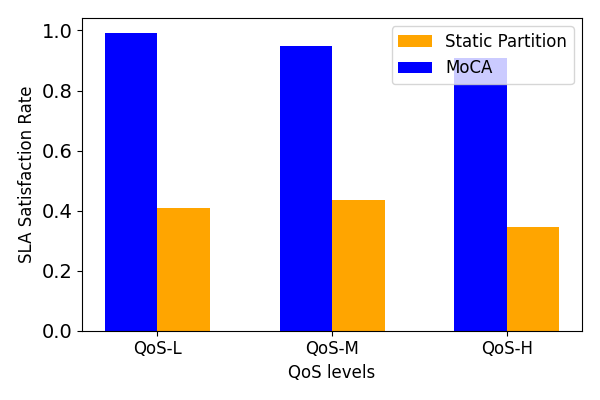 1.0
0.8
0.6
0.4
0.2
0.0
SLA Satisfaction Rate
Static Partition
MoCA
QoS-L
QoS-M
QoS-H
QoS levels